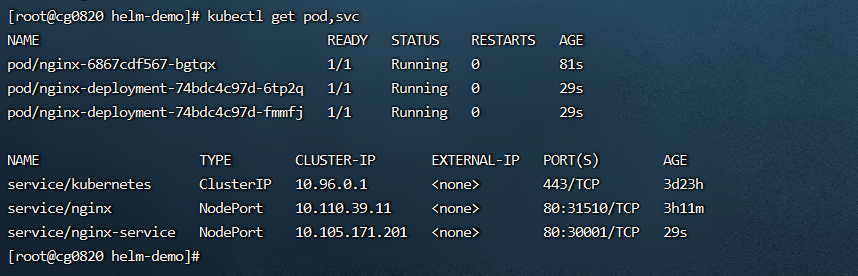 [root@cg0820 helm-demo]# kubectl get pod,svc
NAME READY STATUS RESTARTS AGE
pod/nginx-6867cdf567-bgtqx 1/1 Running 0 81s
pod/nginx-deployment-74bdc4c97d-6tp2q 1/1 Running 0 29s
pod/nginx-deployment-74bdc4c97d-fmmfj 1/1 Running 0 29s
NAME TYPE CLUSTER-IP EXTERNAL-IP PORT(S) AGE
service/kubernetes ClusterIP 10.96.0.1 <none> 443/TCP 3d23h
service/nginx NodePort 10.110.39.11 <none> 80:31510/TCP 3h11m
service/nginx-service NodePort 10.105.171.201 <none> 80:30001/TCP 29s
[root@cg0820 helm-demo]#